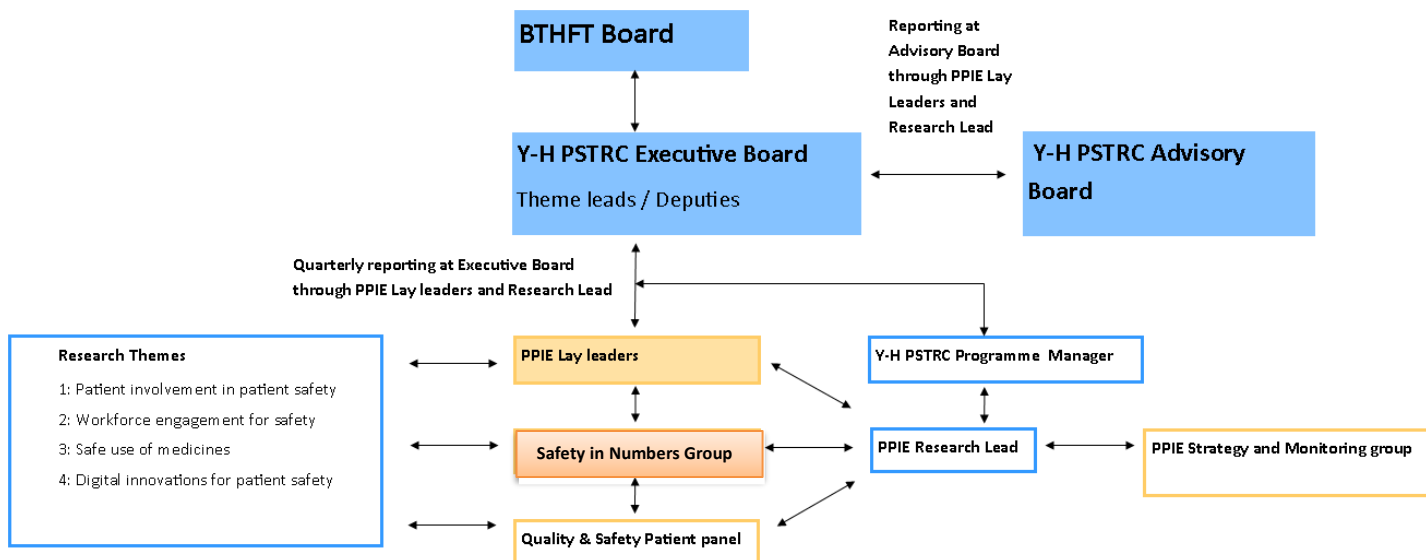 BTHFT Board
Reporting at
Advisory Board
through PPIE Lay
Leaders and
Research Lead
Y-H PSTRC Executive Board
Theme leads / Deputies
Y-H PSTRC Advisory
Board
Quarterly reporting at Executive Board
through PPIE Lay leaders and Research Lead
Research Themes
1: Patient involvement in patient safety
2: Workforce engagement for safety
3: Safe use of medicines
4: Digital innovations for patient safety
PPIE Lay leaders
Y-H PSTRC Programme Manager
Safety in Numbers Group
PPIE Research Lead
PPIE Strategy and Monitoring group
Quality & Safety Patient panel